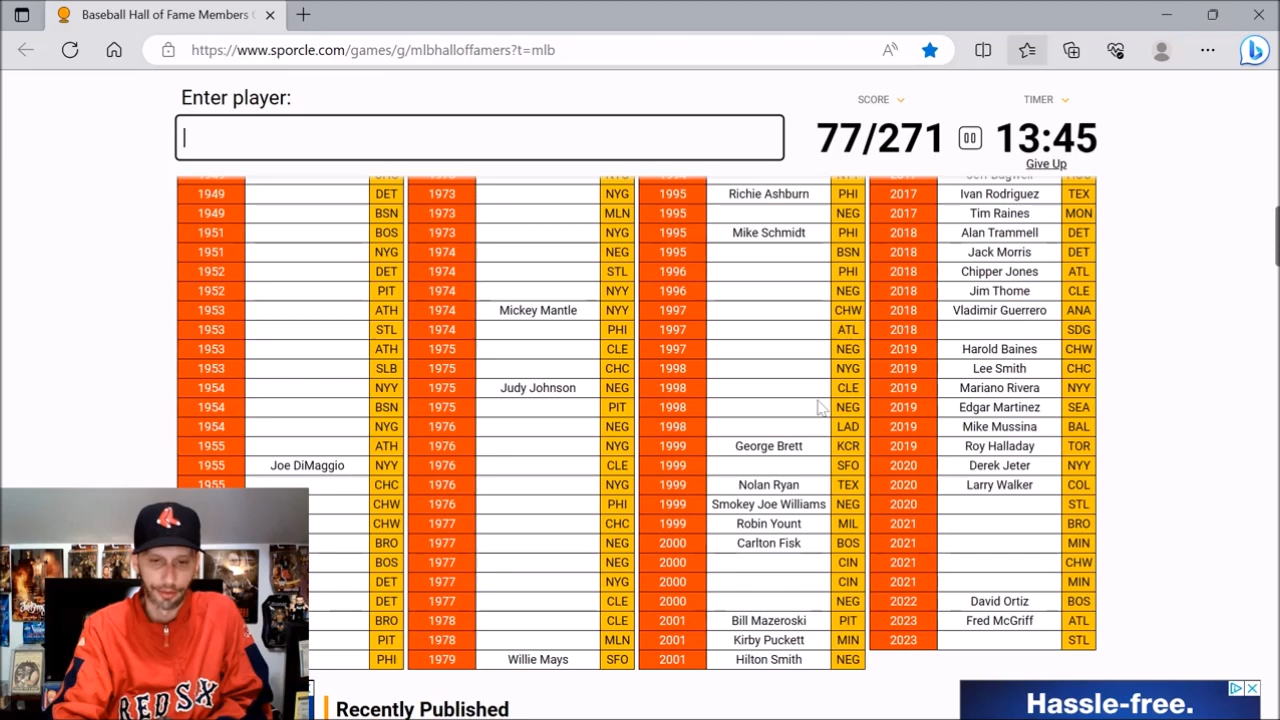 Baseball Hall of Fame Members
https://www.sporcle.com/games/g/mlbhalloffamers?t=mlb
Enter player:
SCORE
TIMER
77/271
13:45
Give Up
1949 DET 1973 NYG 1995 Richie Ashburn PHI 2017 Ivan Rodriguez TEX
1949 BSN 1973 MLN 1995 NEG 2017 Tim Raines MON
1951 BOS 1973 NYG 1995 Mike Schmidt PHI 2018 Alan Trammell DET
1951 NYG 1974 NEG 1995 BSN 2018 Jack Morris DET
1952 DET 1974 STL 1996 PHI 2018 Chipper Jones ATL
1952 PIT 1974 NYY 1996 NEG 2018 Jim Thome CLE
1953 ATH 1974 Mickey Mantle NYY 1997 CHW 2018 Vladimir Guerrero ANA
1953 STL 1974 PHI 1997 ATL 2018 SDG
1953 ATH 1975 CLE 1997 NEG 2019 Harold Baines CHW
1953 SLB 1975 CHC 1998 NYG 2019 Lee Smith CHC
1954 NYY 1975 Judy Johnson NEG 1998 CLE 2019 Mariano Rivera NYY
1954 BSN 1975 PIT 1998 NEG 2019 Edgar Martinez SEA
1954 NYG 1976 NEG 1998 LAD 2019 Mike Mussina BAL
1955 ATH 1976 NYG 1999 George Brett KCR 2019 Roy Halladay TOR
1955 Joe DiMaggio NYY 1976 CLE 1999 SFO 2020 Derek Jeter NYY
1955 CHC 1976 NYG 1999 Nolan Ryan TEX 2020 Larry Walker COL
CHW 1976 PHI 1999 Smokey Joe Williams NEG 2020 STL
CHW 1977 CHC 1999 Robin Yount MIL 2021 BRO
BRO 1977 NEG 2000 Carlton Fisk BOS 2021 MIN
BOS 1977 NEG 2000 CIN 2021 CHW
DET 1977 NYG 2000 CIN 2021 MIN
DET 1977 CLE 2000 NEG 2022 David Ortiz BOS
BRO 1978 CLE 2001 Bill Mazeroski PIT 2023 Fred McGriff ATL
PIT 1978 MLN 2001 Kirby Puckett MIN 2023 STL
PHI 1979 Willie Mays SFO 2001 Hilton Smith NEG
Recently Published
Hassle-free.
RED SX